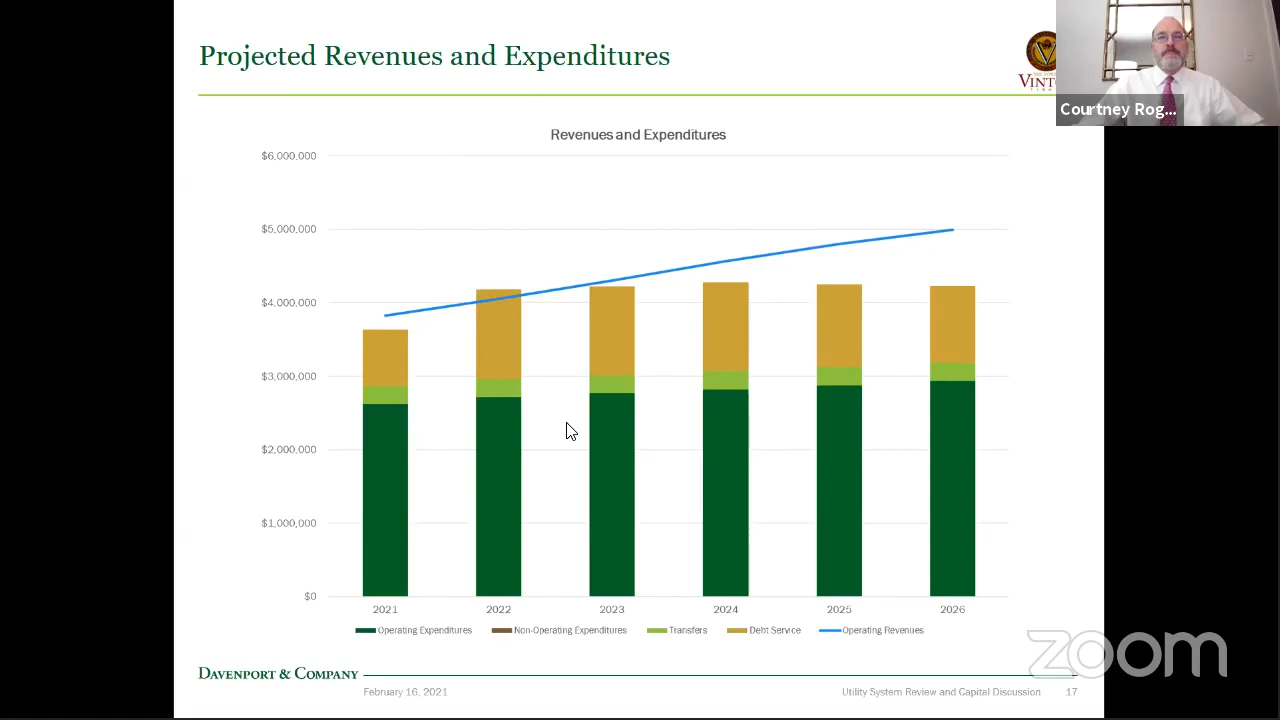 Projected Revenues and Expenditures
Courtney Rog...
Revenues and Expenditures
$6,000,000
$5,000,000
$4,000,000
$3,000,000
$2,000,000
$1,000,000
$0
2021 2022 2023 2024 2025 2026
Operating Expenditures Non-Operating Expenditures Transfers Debt Service Operating Revenues
zoom
DAVENPORT & COMPANY
February 16, 2021 Utility System Review and Capital Discussion 17